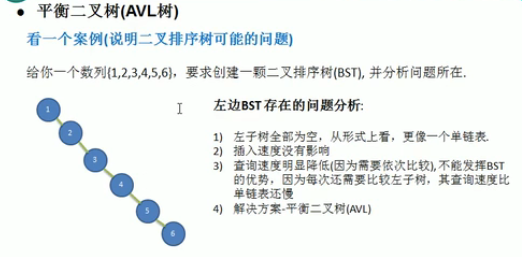 • 平衡二叉树(AVL树)
看一个案例(说明二叉排序树可能的问题)
给你一个数列{1,2,3,4,5,6}，要求创建一颗二叉排序树(BST), 并分析问题所在.
左边BST 存在的问题分析:
1) 左子树全部为空，从形式上看，更像一个单链表.
2) 插入速度没有影响
3) 查询速度明显降低(因为需要依次比较), 不能发挥BST
的优势，因为每次还需要比较左子树，其查询速度比
单链表还慢
4) 解决方案-平衡二叉树(AVL)
1
2
3
4
5
6